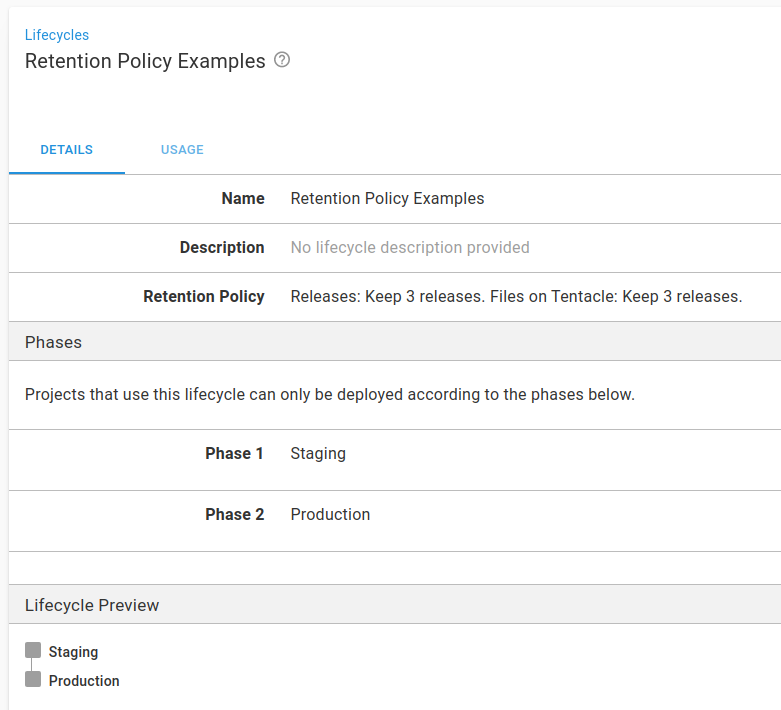 Lifecycles
Retention Policy Examples ?
DETAILS USAGE
Name Retention Policy Examples
Description No lifecycle description provided
Retention Policy Releases: Keep 3 releases. Files on Tentacle: Keep 3 releases.
Phases
Projects that use this lifecycle can only be deployed according to the phases below.
Phase 1 Staging
Phase 2 Production
Lifecycle Preview
Staging
Production